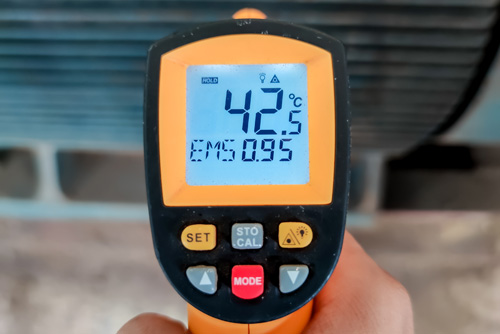 HOLD
42.5 °C
EMS 0.95
SET
STO CAL
MODE